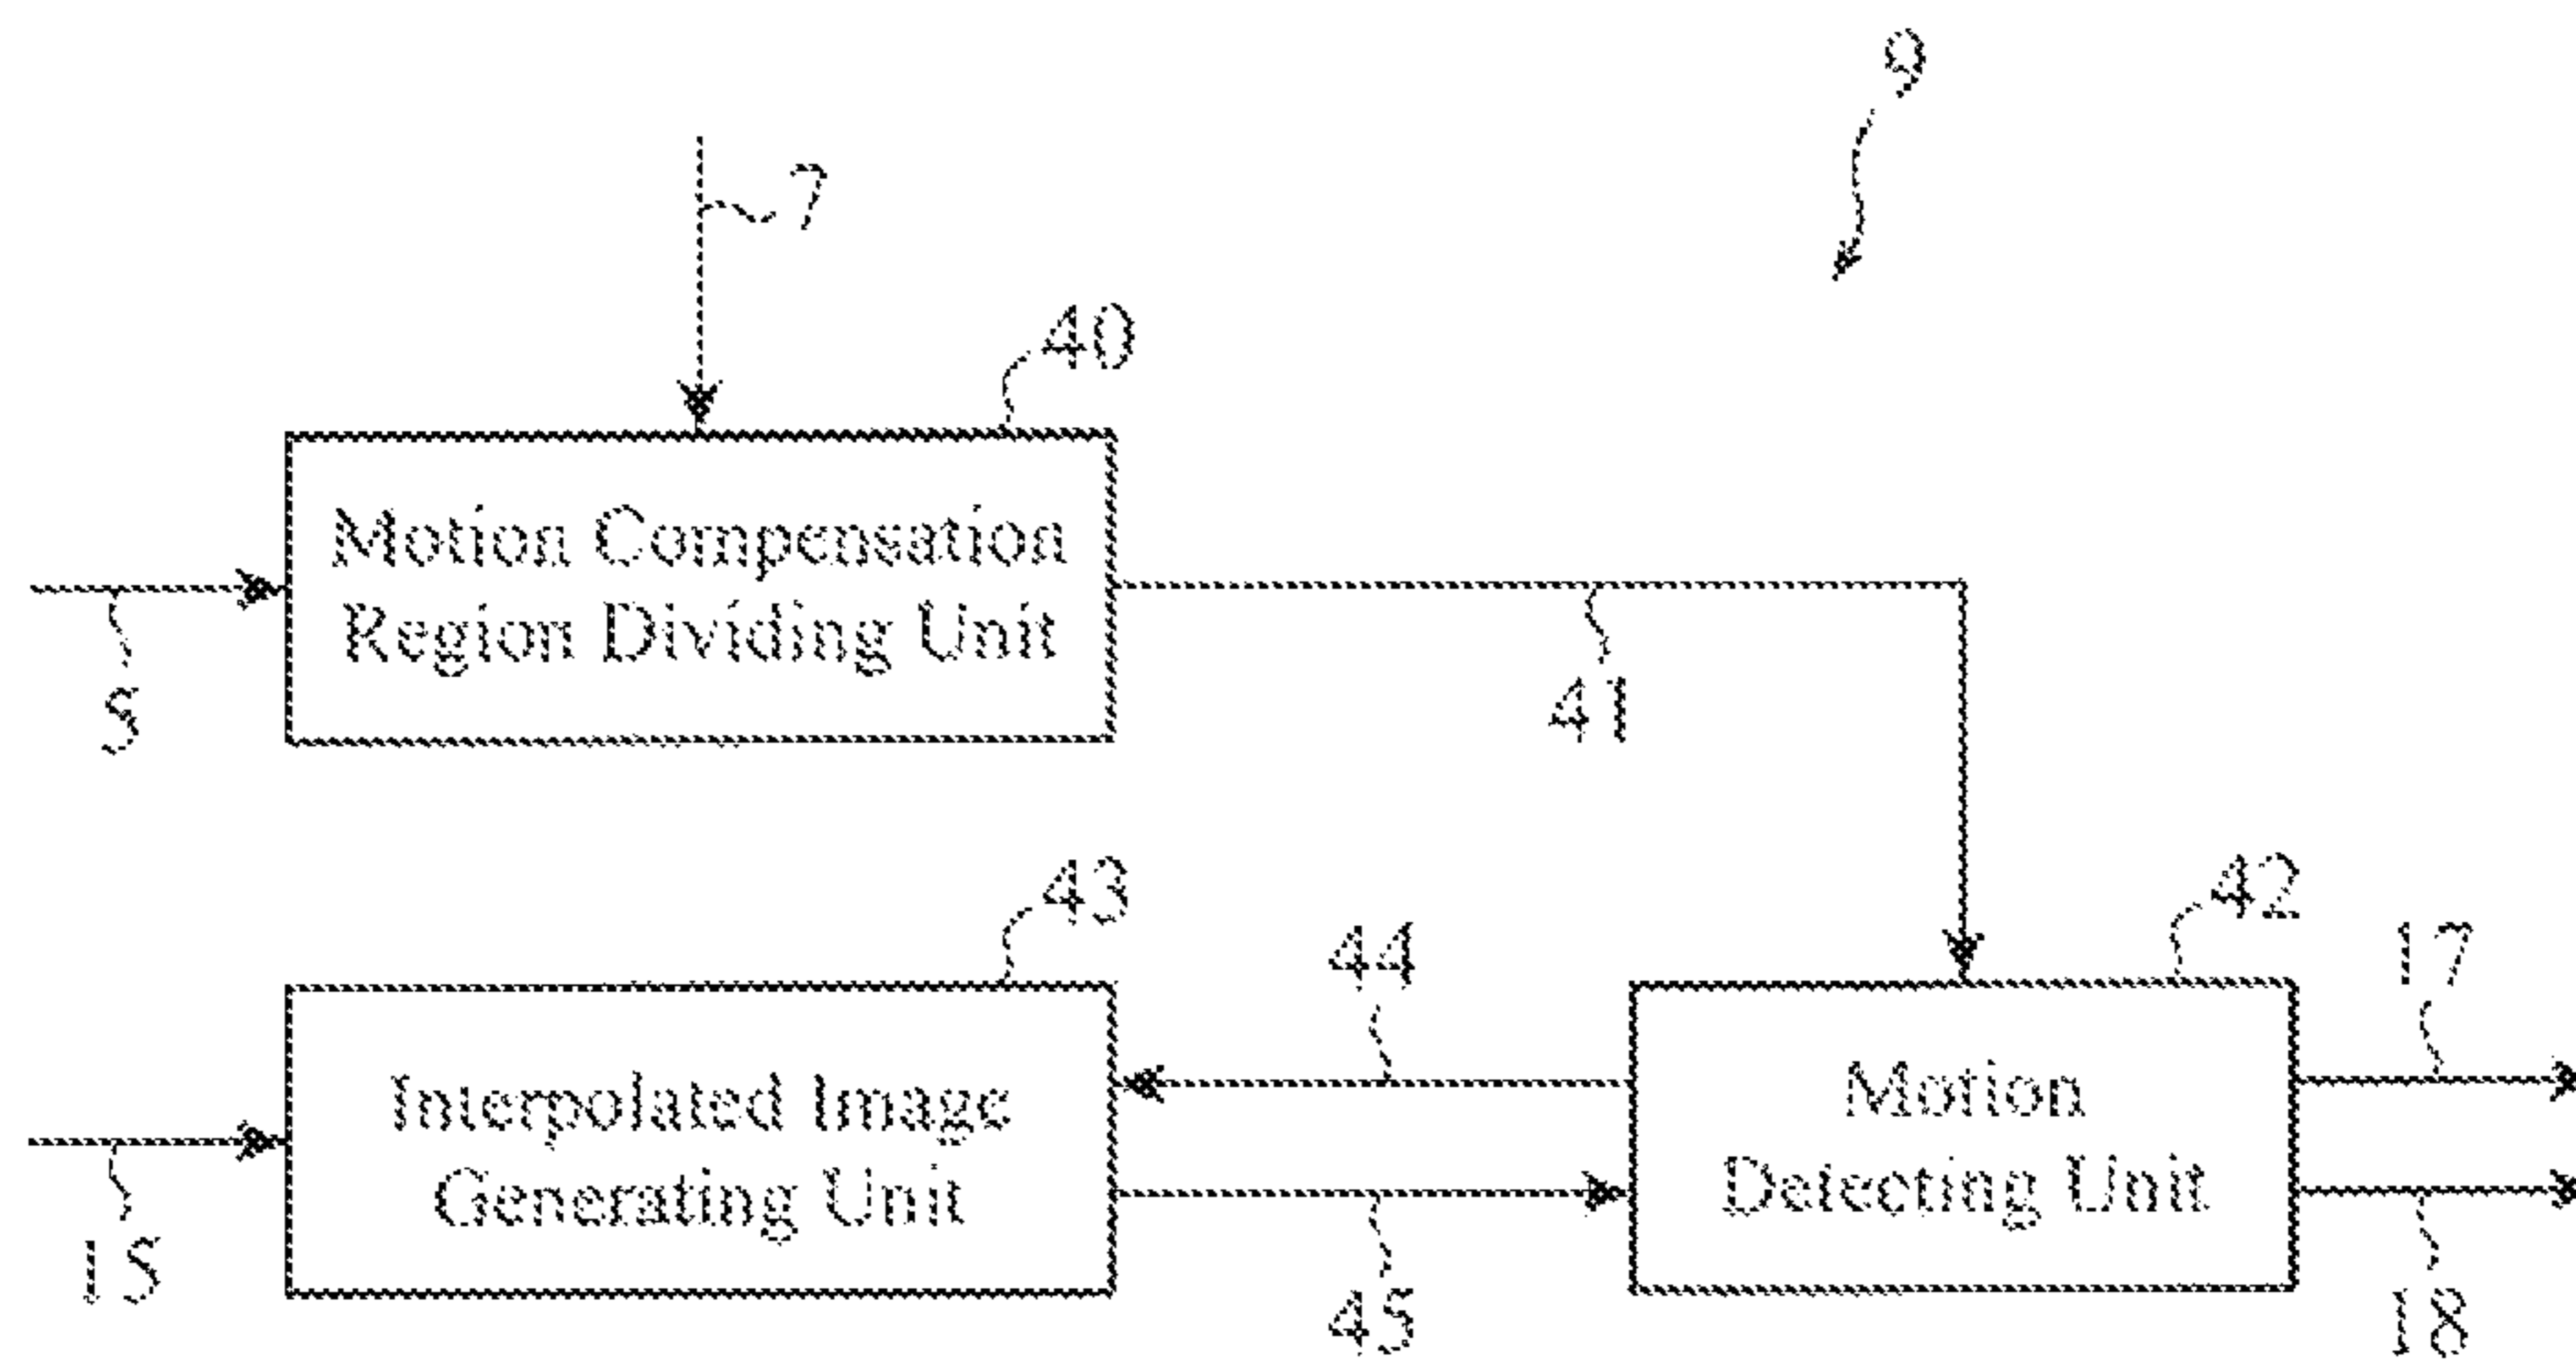 9
7
40
Motion Compensation
Region Dividing Unit
5
41
43
42
44
17
Interpolated Image
Generating Unit
Motion
Detecting Unit
15
45
18